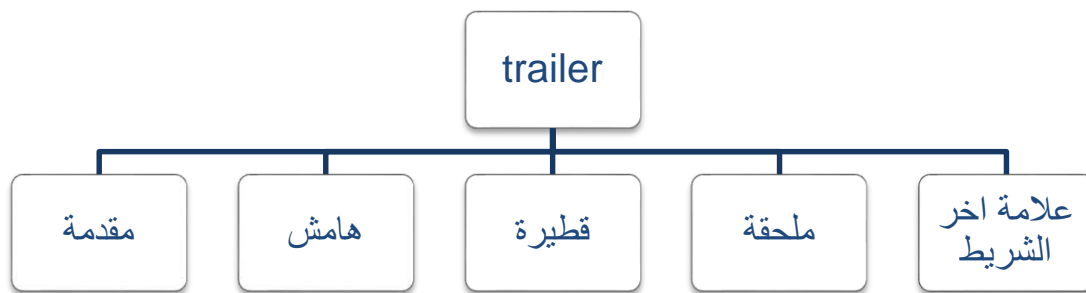 trailer
مقدمة
هامش
قطيرة
ملحقة
علامة اخر
الشريط